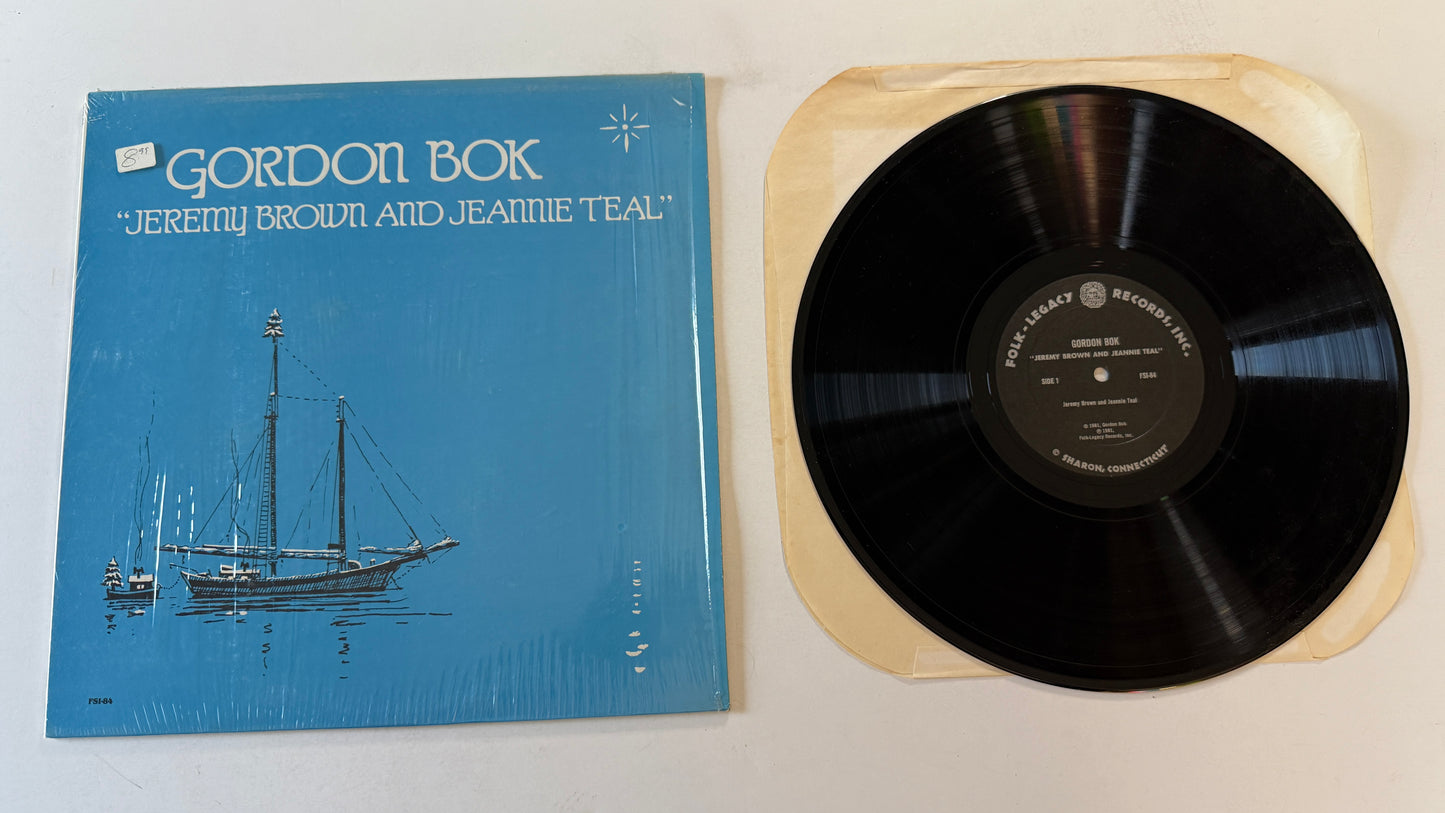 8.95
GORDON BOK
“JEREMY BROWN AND JEANNIE TEAL”
FSI-84
FOLK-LEGACY RECORDS, INC.
GORDON BOK
"JEREMY BROWN AND JEANNIE TEAL"
SIDE 1 FSI-84
Jeremy Brown and Jeannie Teal
© 1981, Gordon Bok
℗ 1981,
Folk-Legacy Records, Inc.
© SHARON, CONNECTICUT